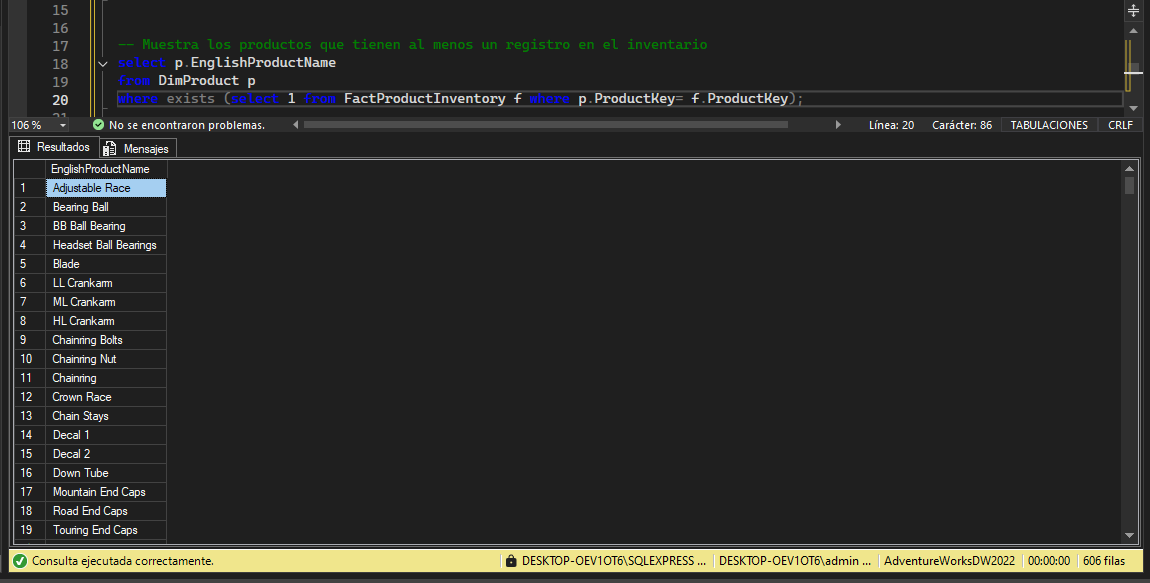 15
16
17 -- Muestra los productos que tienen al menos un registro en el inventario
18 select p.EnglishProductName
19 from DimProduct p
20 where exists (select 1 from FactProductInventory f where p.ProductKey= f.ProductKey);
21
106 % No se encontraron problemas. Línea: 20 Carácter: 86 TABULACIONES CRLF
Resultados Mensajes
EnglishProductName
1 Adjustable Race
2 Bearing Ball
3 BB Ball Bearing
4 Headset Ball Bearings
5 Blade
6 LL Crankarm
7 ML Crankarm
8 HL Crankarm
9 Chainring Bolts
10 Chainring Nut
11 Chainring
12 Crown Race
13 Chain Stays
14 Decal 1
15 Decal 2
16 Down Tube
17 Mountain End Caps
18 Road End Caps
19 Touring End Caps
Consulta ejecutada correctamente. DESKTOP-OEV1OT6\SQLEXPRESS ... DESKTOP-OEV1OT6\admin ... AdventureWorksDW2022 00:00:00 606 filas